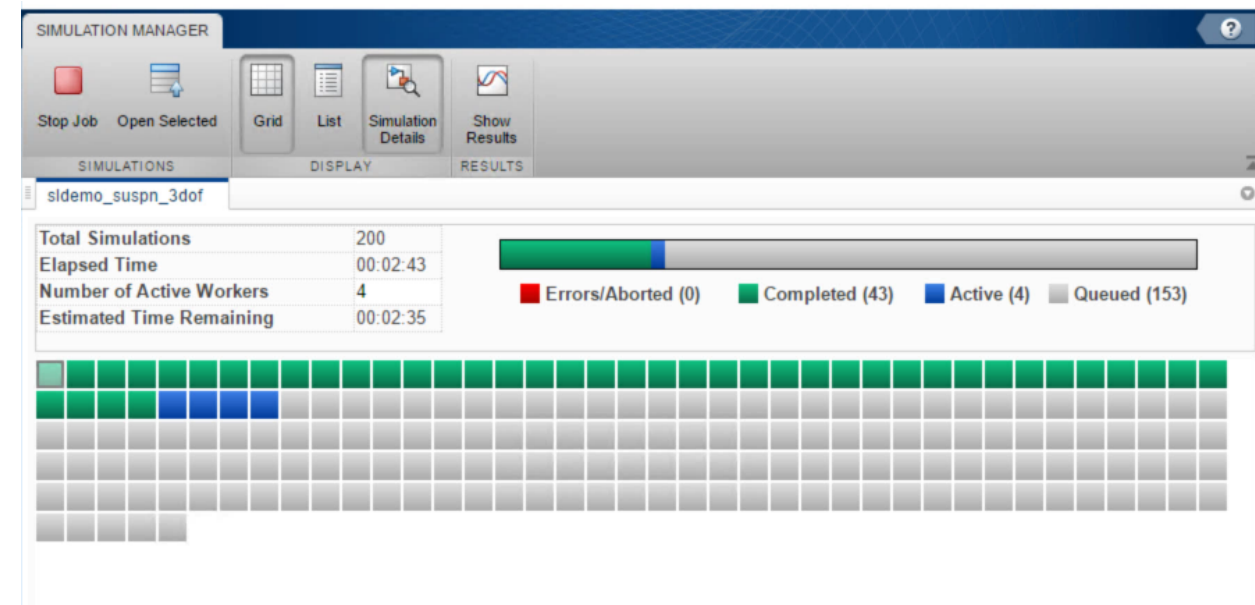 SIMULATION MANAGER
?
Stop Job
Open Selected
Grid
List
Simulation Details
Show Results
SIMULATIONS
DISPLAY
RESULTS
sldemo_suspn_3dof
Total Simulations 200
Elapsed Time 00:02:43
Number of Active Workers 4
Estimated Time Remaining 00:02:35
Errors/Aborted (0) Completed (43) Active (4) Queued (153)